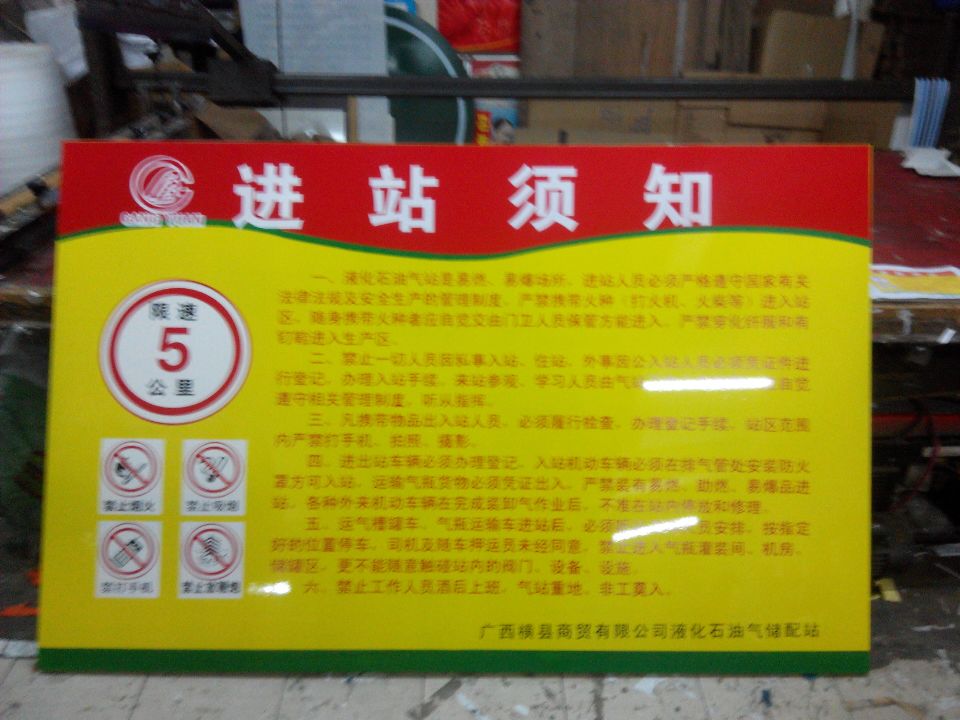 进站须知
GANG YUAN
限速
5
公里
禁止烟火
禁止吸烟
禁打手机
一、液化石油气站是易燃、易爆场所，进站人员必须严格遵守国家有关
法律法规及安全生产的管理制度，严禁携带火种（打火机、火柴等）进入站
区，随身携带火种者应自觉交由门卫人员保管方能进入，严禁穿化纤服和有
钉鞋进入生产区。
二、禁止一切人员因私事入站、住站，外事因公入站人员必须凭证件进
行登记，办理入站手续，来站参观、学习人员由气站 自觉
遵守相关管理制度，听从指挥。
三、凡携带物品出入站人员，必须履行检查，办理登记手续，站区范围
内严禁打手机、拍照、摄影。
四、进出站车辆必须办理登记，入站机动车辆必须在排气管处安装防火
罩方可入站，运输气瓶货物必须凭证出入，严禁装有易燃、助燃、易爆品进
站，各种外来机动车辆在完成装卸气作业后，不准在站内停放和修理。
五、运气槽罐车、气瓶运输车进站后，必须 员安排，按指定
好的位置停车，司机及随车押运员未经同意，禁止进入气瓶灌装间、机房、
储罐区，更不能随意触碰站内的阀门、设备、设施。
六、禁止工作人员酒后上班，气站重地，非工莫入。
广西横县商贸有限公司液化石油气储配站